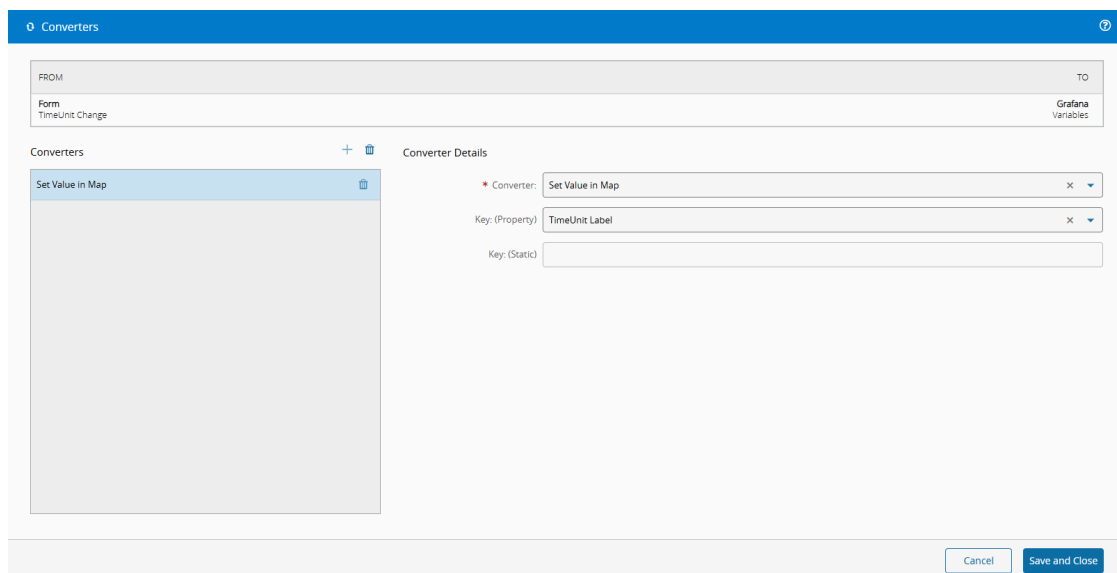 Converters
FROM TO
Form Grafana
TimeUnit Change Variables
Converters Converter Details
Set Value in Map
* Converter: Set Value in Map
Key: (Property) TimeUnit Label
Key: (Static)
Cancel Save and Close